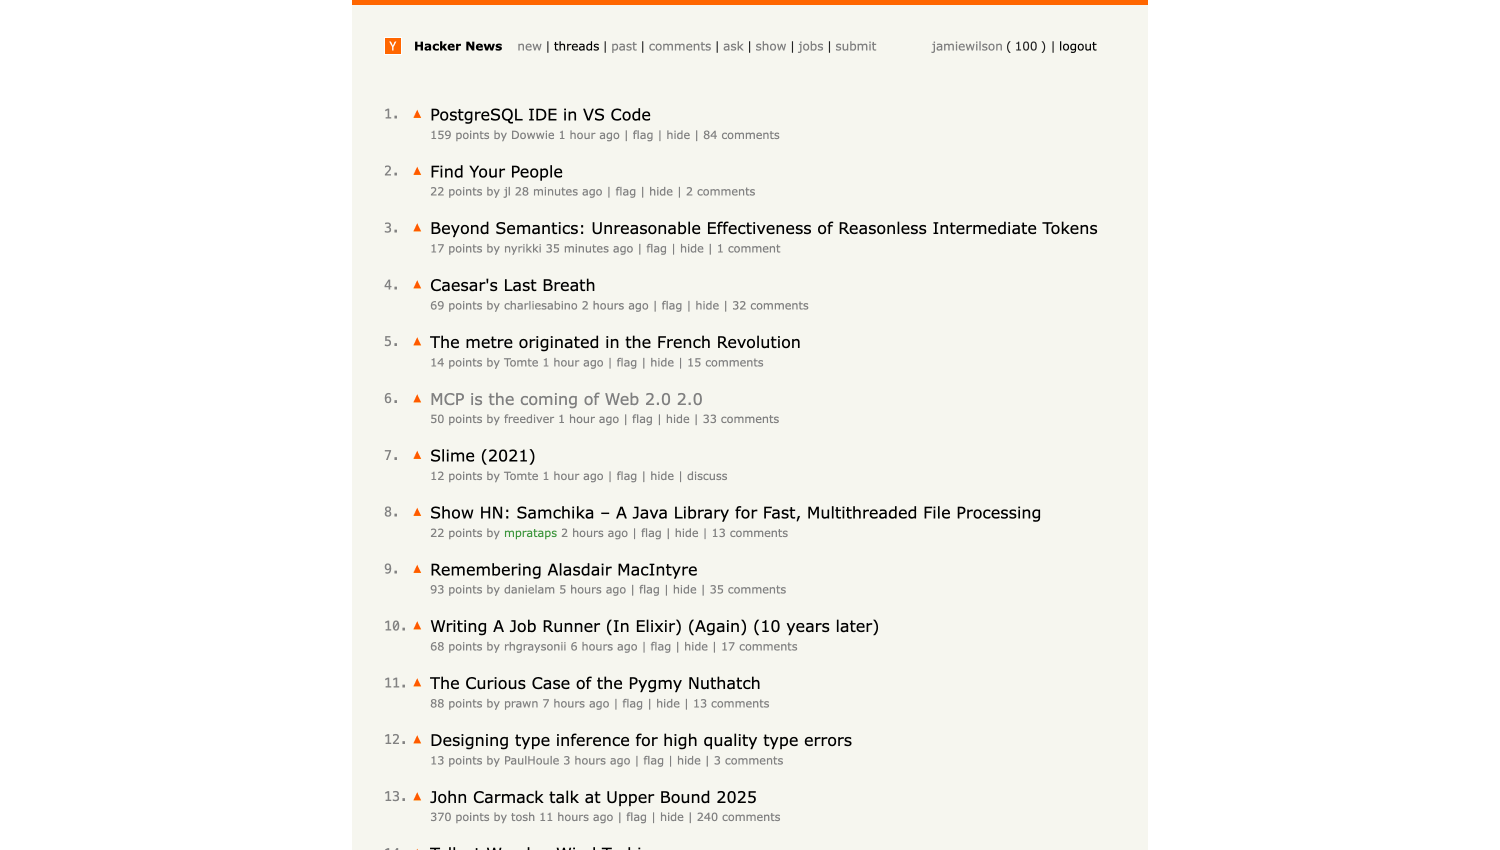 Y Hacker News new | threads | past | comments | ask | show | jobs | submit jamiewilson ( 100 ) | logout
1. ▲ PostgreSQL IDE in VS Code
159 points by Dowwie 1 hour ago | flag | hide | 84 comments
2. ▲ Find Your People
22 points by jl 28 minutes ago | flag | hide | 2 comments
3. ▲ Beyond Semantics: Unreasonable Effectiveness of Reasonless Intermediate Tokens
17 points by nyrikki 35 minutes ago | flag | hide | 1 comment
4. ▲ Caesar's Last Breath
69 points by charliesabino 2 hours ago | flag | hide | 32 comments
5. ▲ The metre originated in the French Revolution
14 points by Tomte 1 hour ago | flag | hide | 15 comments
6. ▲ MCP is the coming of Web 2.0 2.0
50 points by freediver 1 hour ago | flag | hide | 33 comments
7. ▲ Slime (2021)
12 points by Tomte 1 hour ago | flag | hide | discuss
8. ▲ Show HN: Samchika – A Java Library for Fast, Multithreaded File Processing
22 points by mprataps 2 hours ago | flag | hide | 13 comments
9. ▲ Remembering Alasdair MacIntyre
93 points by danielam 5 hours ago | flag | hide | 35 comments
10. ▲ Writing A Job Runner (In Elixir) (Again) (10 years later)
68 points by rhgraysonii 6 hours ago | flag | hide | 17 comments
11. ▲ The Curious Case of the Pygmy Nuthatch
88 points by prawn 7 hours ago | flag | hide | 13 comments
12. ▲ Designing type inference for high quality type errors
13 points by PaulHoule 3 hours ago | flag | hide | 3 comments
13. ▲ John Carmack talk at Upper Bound 2025
370 points by tosh 11 hours ago | flag | hide | 240 comments